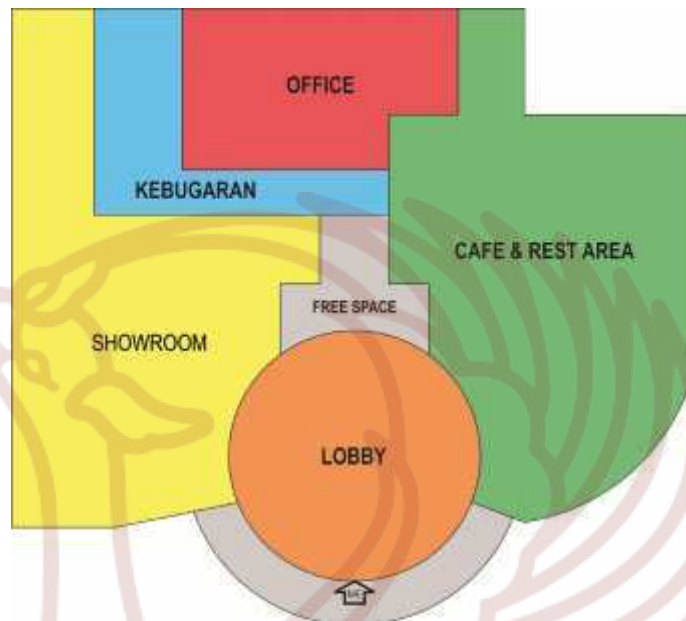 OFFICE
KEBUGARAN
CAFE & REST AREA
FREE SPACE
SHOWROOM
LOBBY